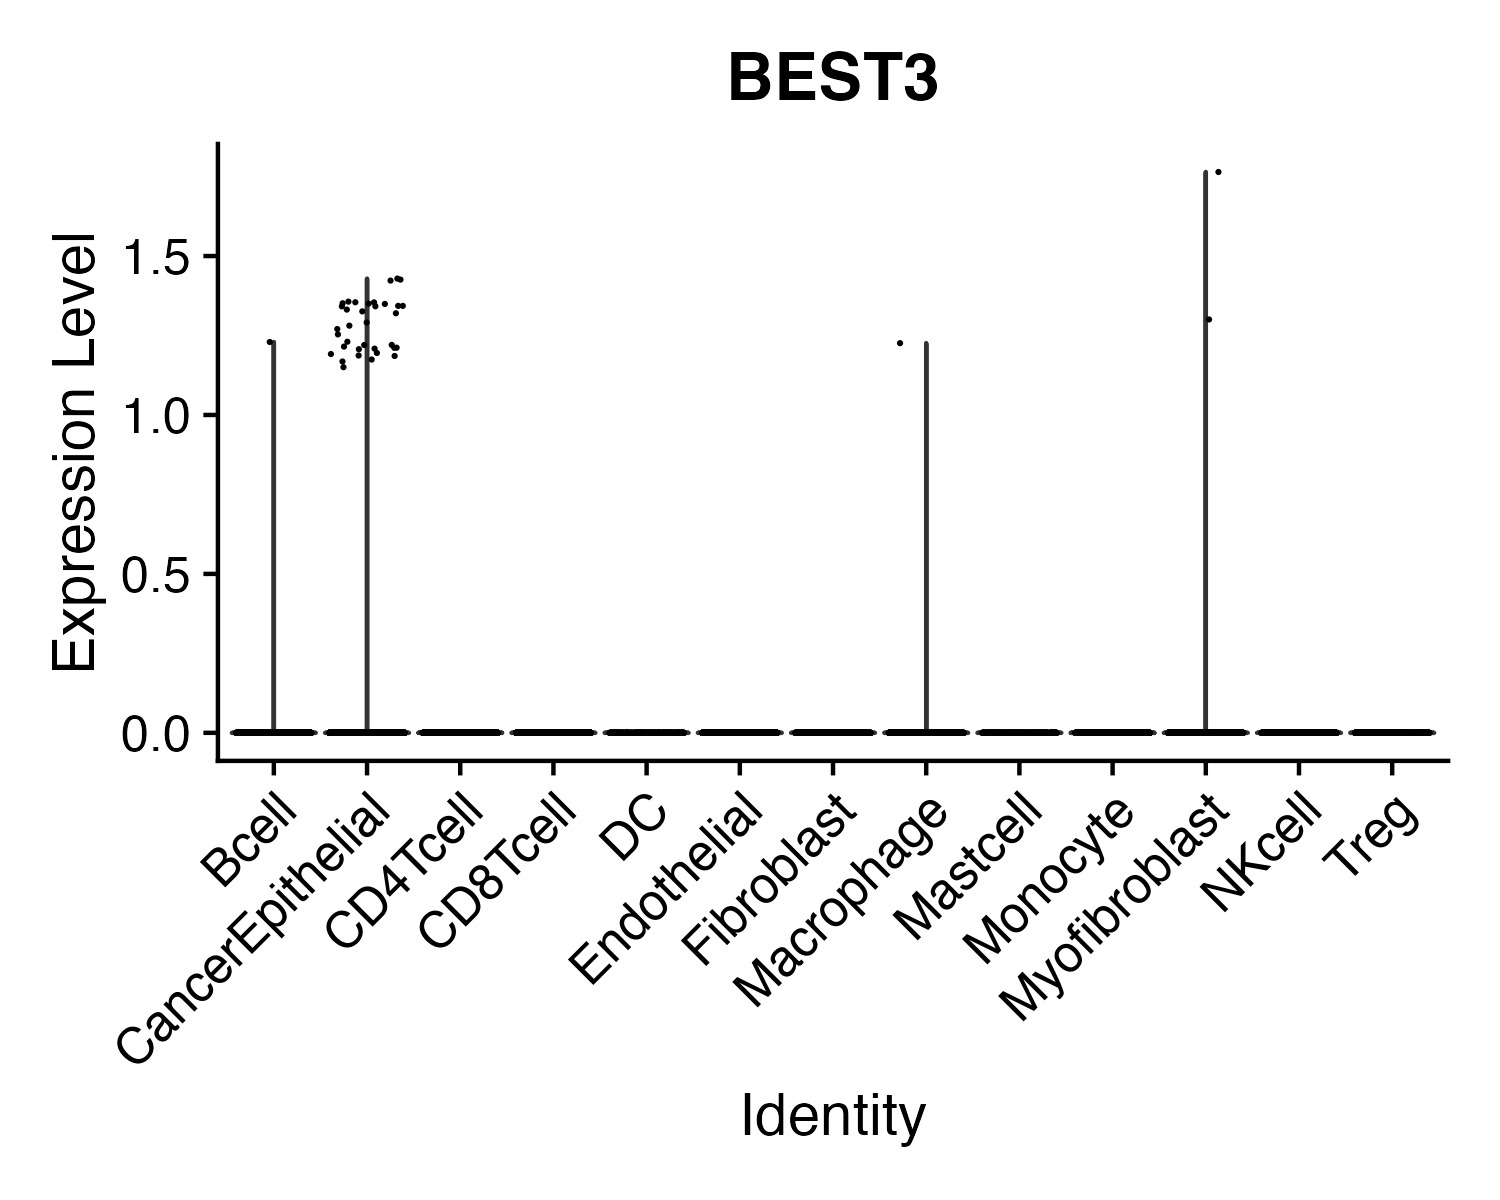 BEST3
Expression Level
1.5
1.0
0.5
0.0
Bcell
CancerEpithelial
CD4Tcell
CD8Tcell
DC
Endothelial
Fibroblast
Macrophage
Mastcell
Monocyte
Myofibroblast
NKcell
Treg
Identity